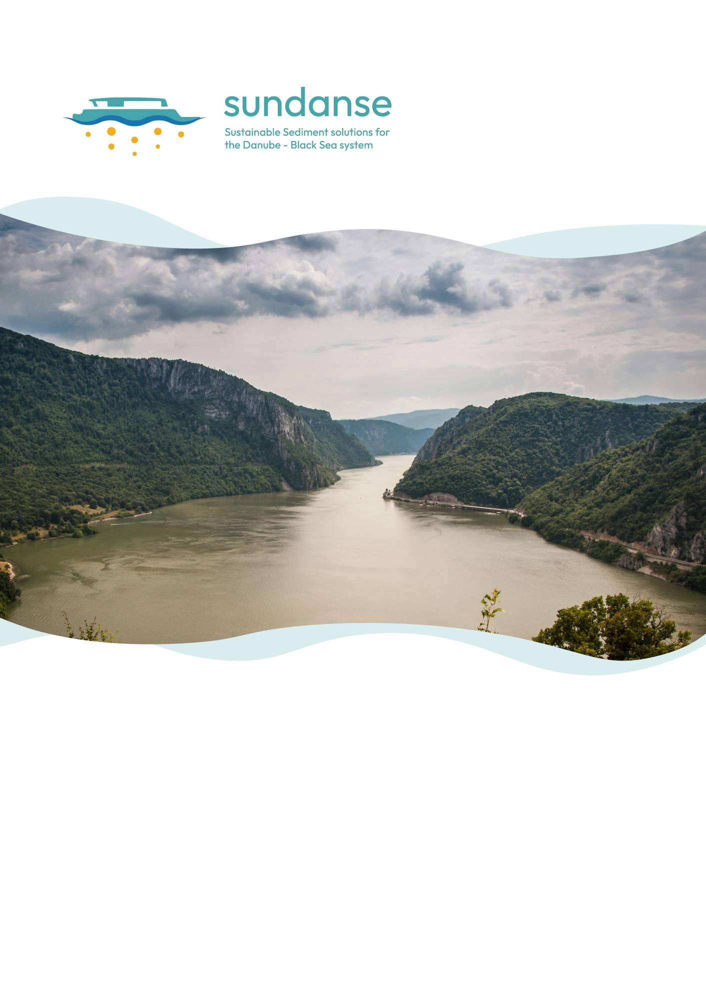 sundanse
Sustainable Sediment solutions for
the Danube - Black Sea system